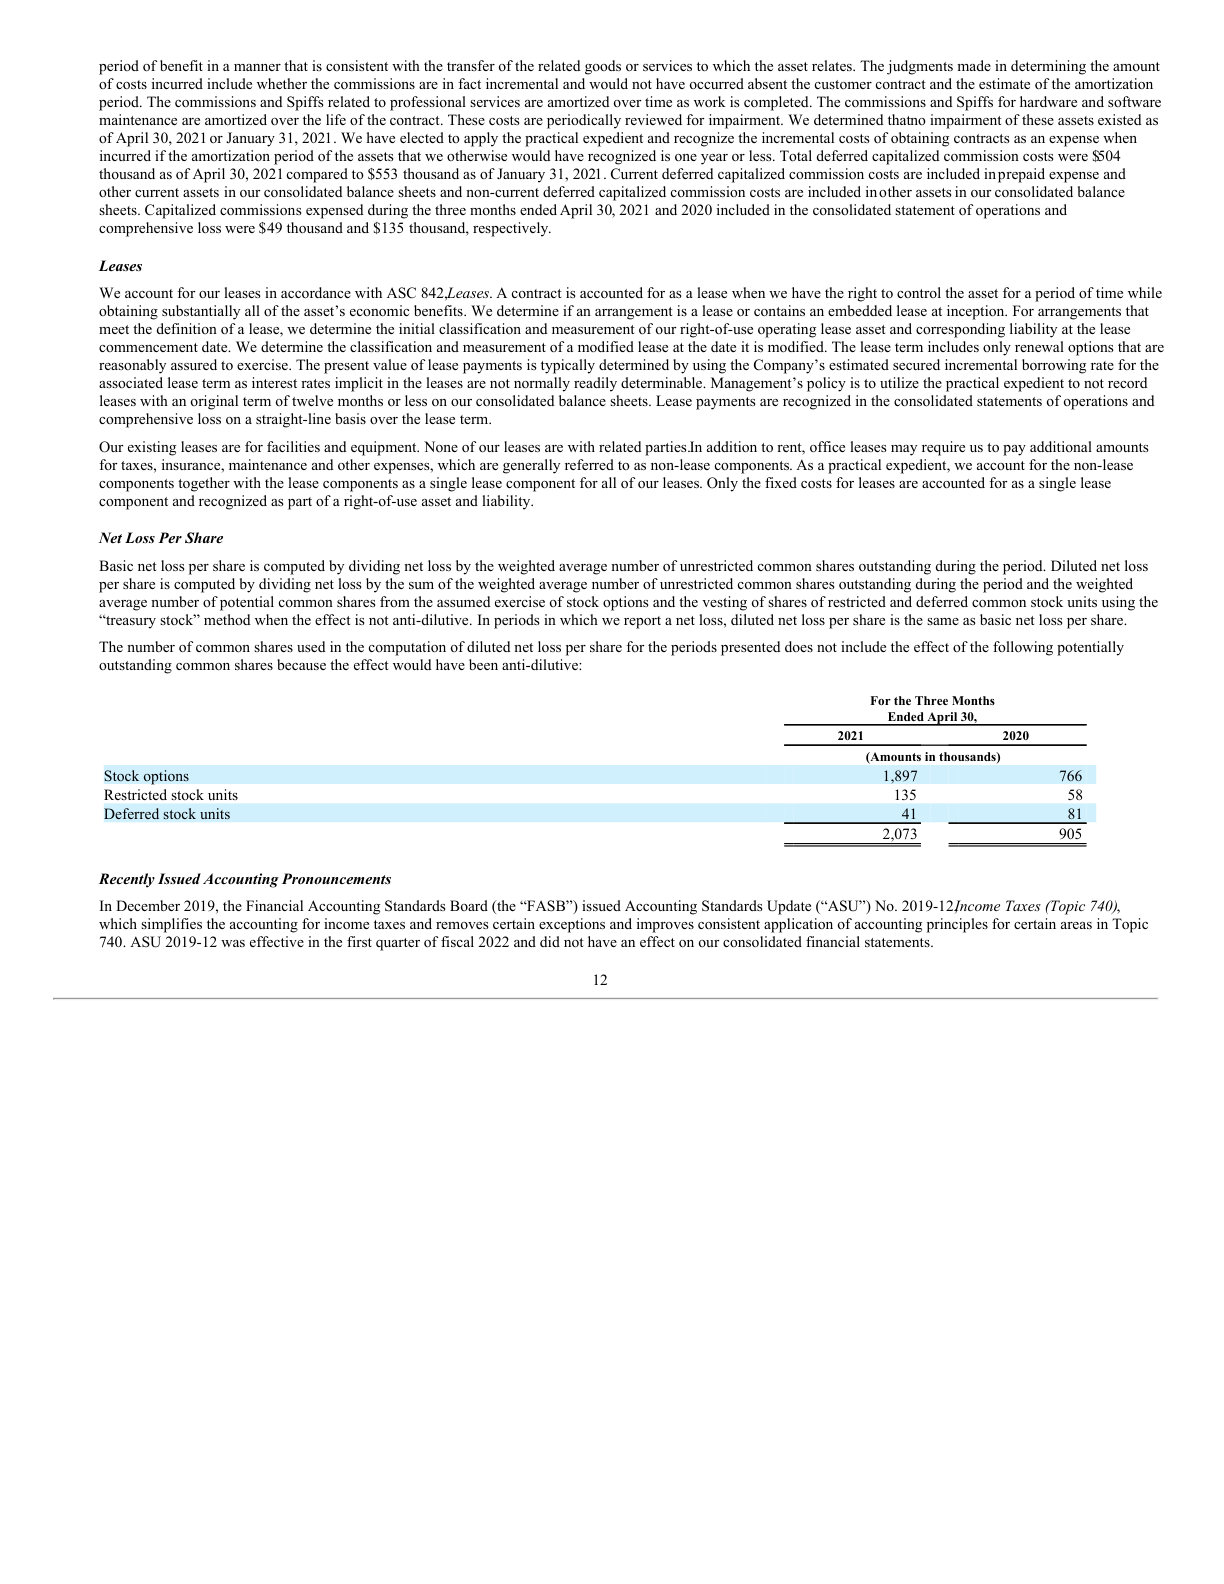 period of benefit in a manner that is consistent with the transfer of the related goods or services to which the asset relates. The judgments made in determining the amount
of costs incurred include whether the commissions are in fact incremental and would not have occurred absent the customer contract and the estimate of the amortization
period. The commissions and Spiffs related to professional services are amortized over time as work is completed. The commissions and Spiffs for hardware and software
maintenance are amortized over the life of the contract. These costs are periodically reviewed for impairment. We determined thatno impairment of these assets existed as
of April 30, 2021 or January 31, 2021. We have elected to apply the practical expedient and recognize the incremental costs of obtaining contracts as an expense when
incurred if the amortization period of the assets that we otherwise would have recognized is one year or less. Total deferred capitalized commission costs were $504
thousand as of April 30, 2021 compared to $553 thousand as of January 31, 2021. Current deferred capitalized commission costs are included in prepaid expense and
other current assets in our consolidated balance sheets and non-current deferred capitalized commission costs are included in other assets in our consolidated balance
sheets. Capitalized commissions expensed during the three months ended April 30, 2021 and 2020 included in the consolidated statement of operations and
comprehensive loss were $49 thousand and $135 thousand, respectively.
Leases
We account for our leases in accordance with ASC 842,Leases. A contract is accounted for as a lease when we have the right to control the asset for a period of time while
obtaining substantially all of the asset's economic benefits. We determine if an arrangement is a lease or contains an embedded lease at inception. For arrangements that
meet the definition of a lease, we determine the initial classification and measurement of our right-of-use operating lease asset and corresponding liability at the lease
commencement date. We determine the classification and measurement of a modified lease at the date it is modified. The lease term includes only renewal options that are
reasonably assured to exercise. The present value of lease payments is typically determined by using the Company's estimated secured incremental borrowing rate for the
associated lease term as interest rates implicit in the leases are not normally readily determinable. Management's policy is to utilize the practical expedient to not record
leases with an original term of twelve months or less on our consolidated balance sheets. Lease payments are recognized in the consolidated statements of operations and
comprehensive loss on a straight-line basis over the lease term.
Our existing leases are for facilities and equipment. None of our leases are with related parties.In addition to rent, office leases may require us to pay additional amounts
for taxes, insurance, maintenance and other expenses, which are generally referred to as non-lease components. As a practical expedient, we account for the non-lease
components together with the lease components as a single lease component for all of our leases. Only the fixed costs for leases are accounted for as a single lease
component and recognized as part of a right-of-use asset and liability.
Net Loss Per Share
Basic net loss per share is computed by dividing net loss by the weighted average number of unrestricted common shares outstanding during the period. Diluted net loss
per share is computed by dividing net loss by the sum of the weighted average number of unrestricted common shares outstanding during the period and the weighted
average number of potential common shares from the assumed exercise of stock options and the vesting of shares of restricted and deferred common stock units using the
“treasury stock” method when the effect is not anti-dilutive. In periods in which we report a net loss, diluted net loss per share is the same as basic net loss per share.
The number of common shares used in the computation of diluted net loss per share for the periods presented does not include the effect of the following potentially
outstanding common shares because the effect would have been anti-dilutive:
For the Three Months
Ended April 30,
2021 2020
(Amounts in thousands)
Stock options 1,897 766
Restricted stock units 135 58
Deferred stock units 41 81
2,073 905
Recently Issued Accounting Pronouncements
In December 2019, the Financial Accounting Standards Board (the “FASB”) issued Accounting Standards Update (“ASU”) No. 2019-12,Income Taxes (Topic 740),
which simplifies the accounting for income taxes and removes certain exceptions and improves consistent application of accounting principles for certain areas in Topic
740. ASU 2019-12 was effective in the first quarter of fiscal 2022 and did not have an effect on our consolidated financial statements.
12